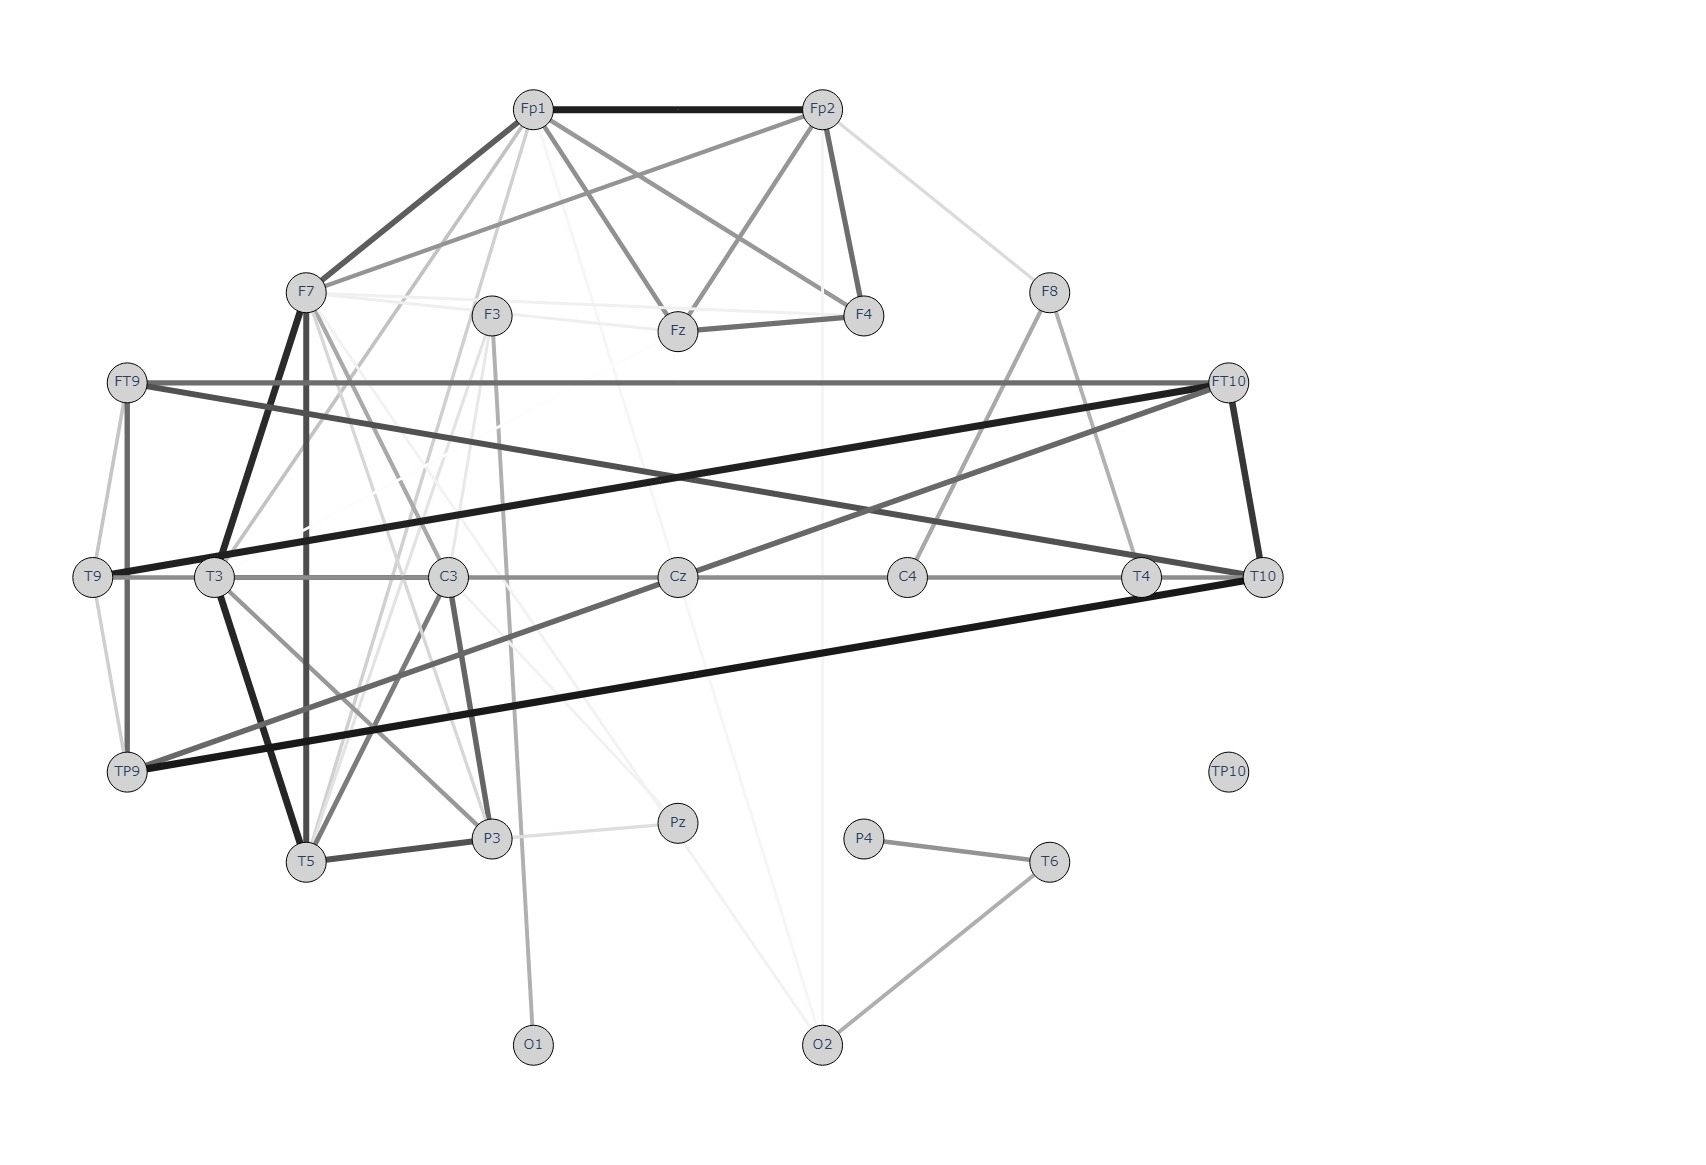 Fp1 Fp2
F7 F3 Fz F4 F8
FT9 FT10
T9 T3 C3 Cz C4 T4 T10
TP9 TP10
T5 P3 Pz P4 T6
O1 O2